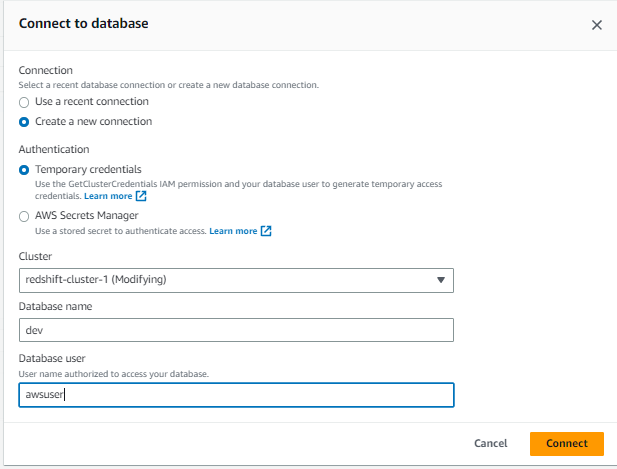 Connect to database
Connection
Select a recent database connection or create a new database connection.
Use a recent connection
Create a new connection
Authentication
Temporary credentials
Use the GetClusterCredentials IAM permission and your database user to generate temporary access
credentials. Learn more
AWS Secrets Manager
Use a stored secret to authenticate access. Learn more
Cluster
redshift-cluster-1 (Modifying)
Database name
dev
Database user
User name authorized to access your database.
awsuser
Cancel Connect